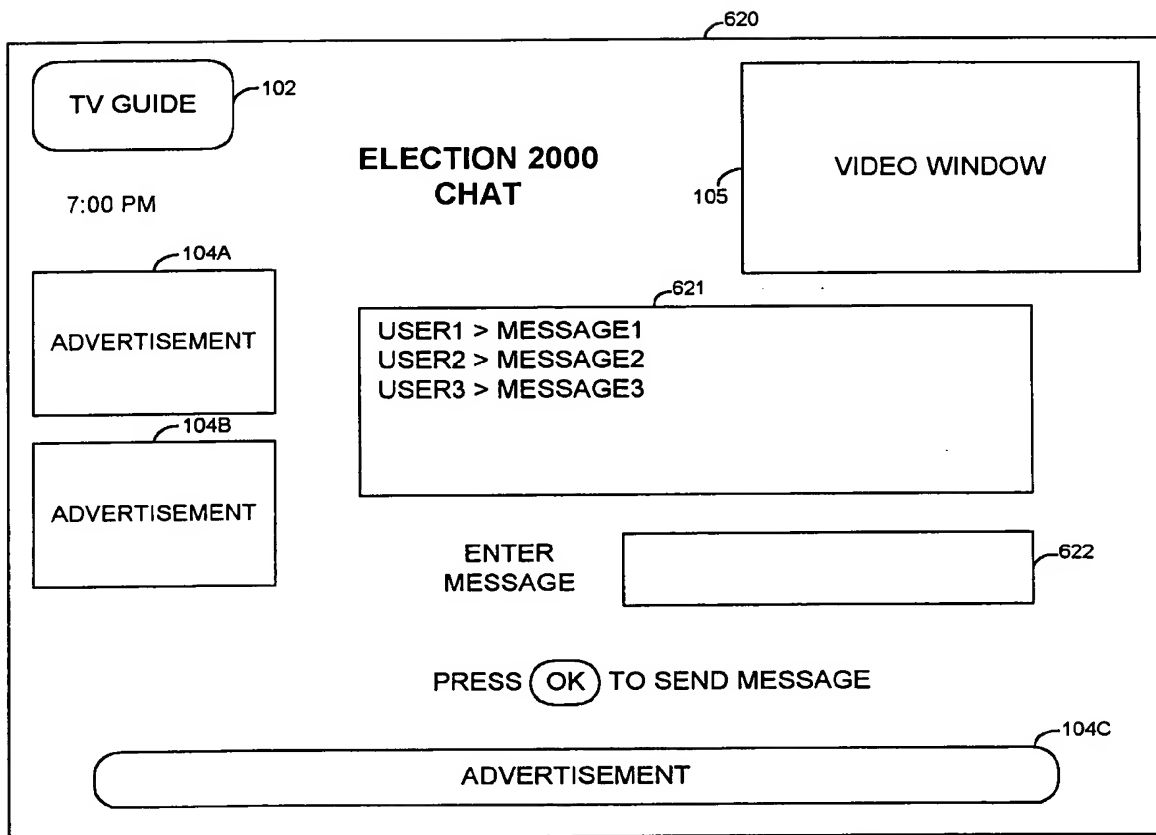 620
TV GUIDE
102
ELECTION 2000
CHAT
VIDEO WINDOW
105
7:00 PM
104A
ADVERTISEMENT
621
USER1 > MESSAGE1
USER2 > MESSAGE2
USER3 > MESSAGE3
104B
ADVERTISEMENT
ENTER
MESSAGE
622
PRESS OK TO SEND MESSAGE
104C
ADVERTISEMENT